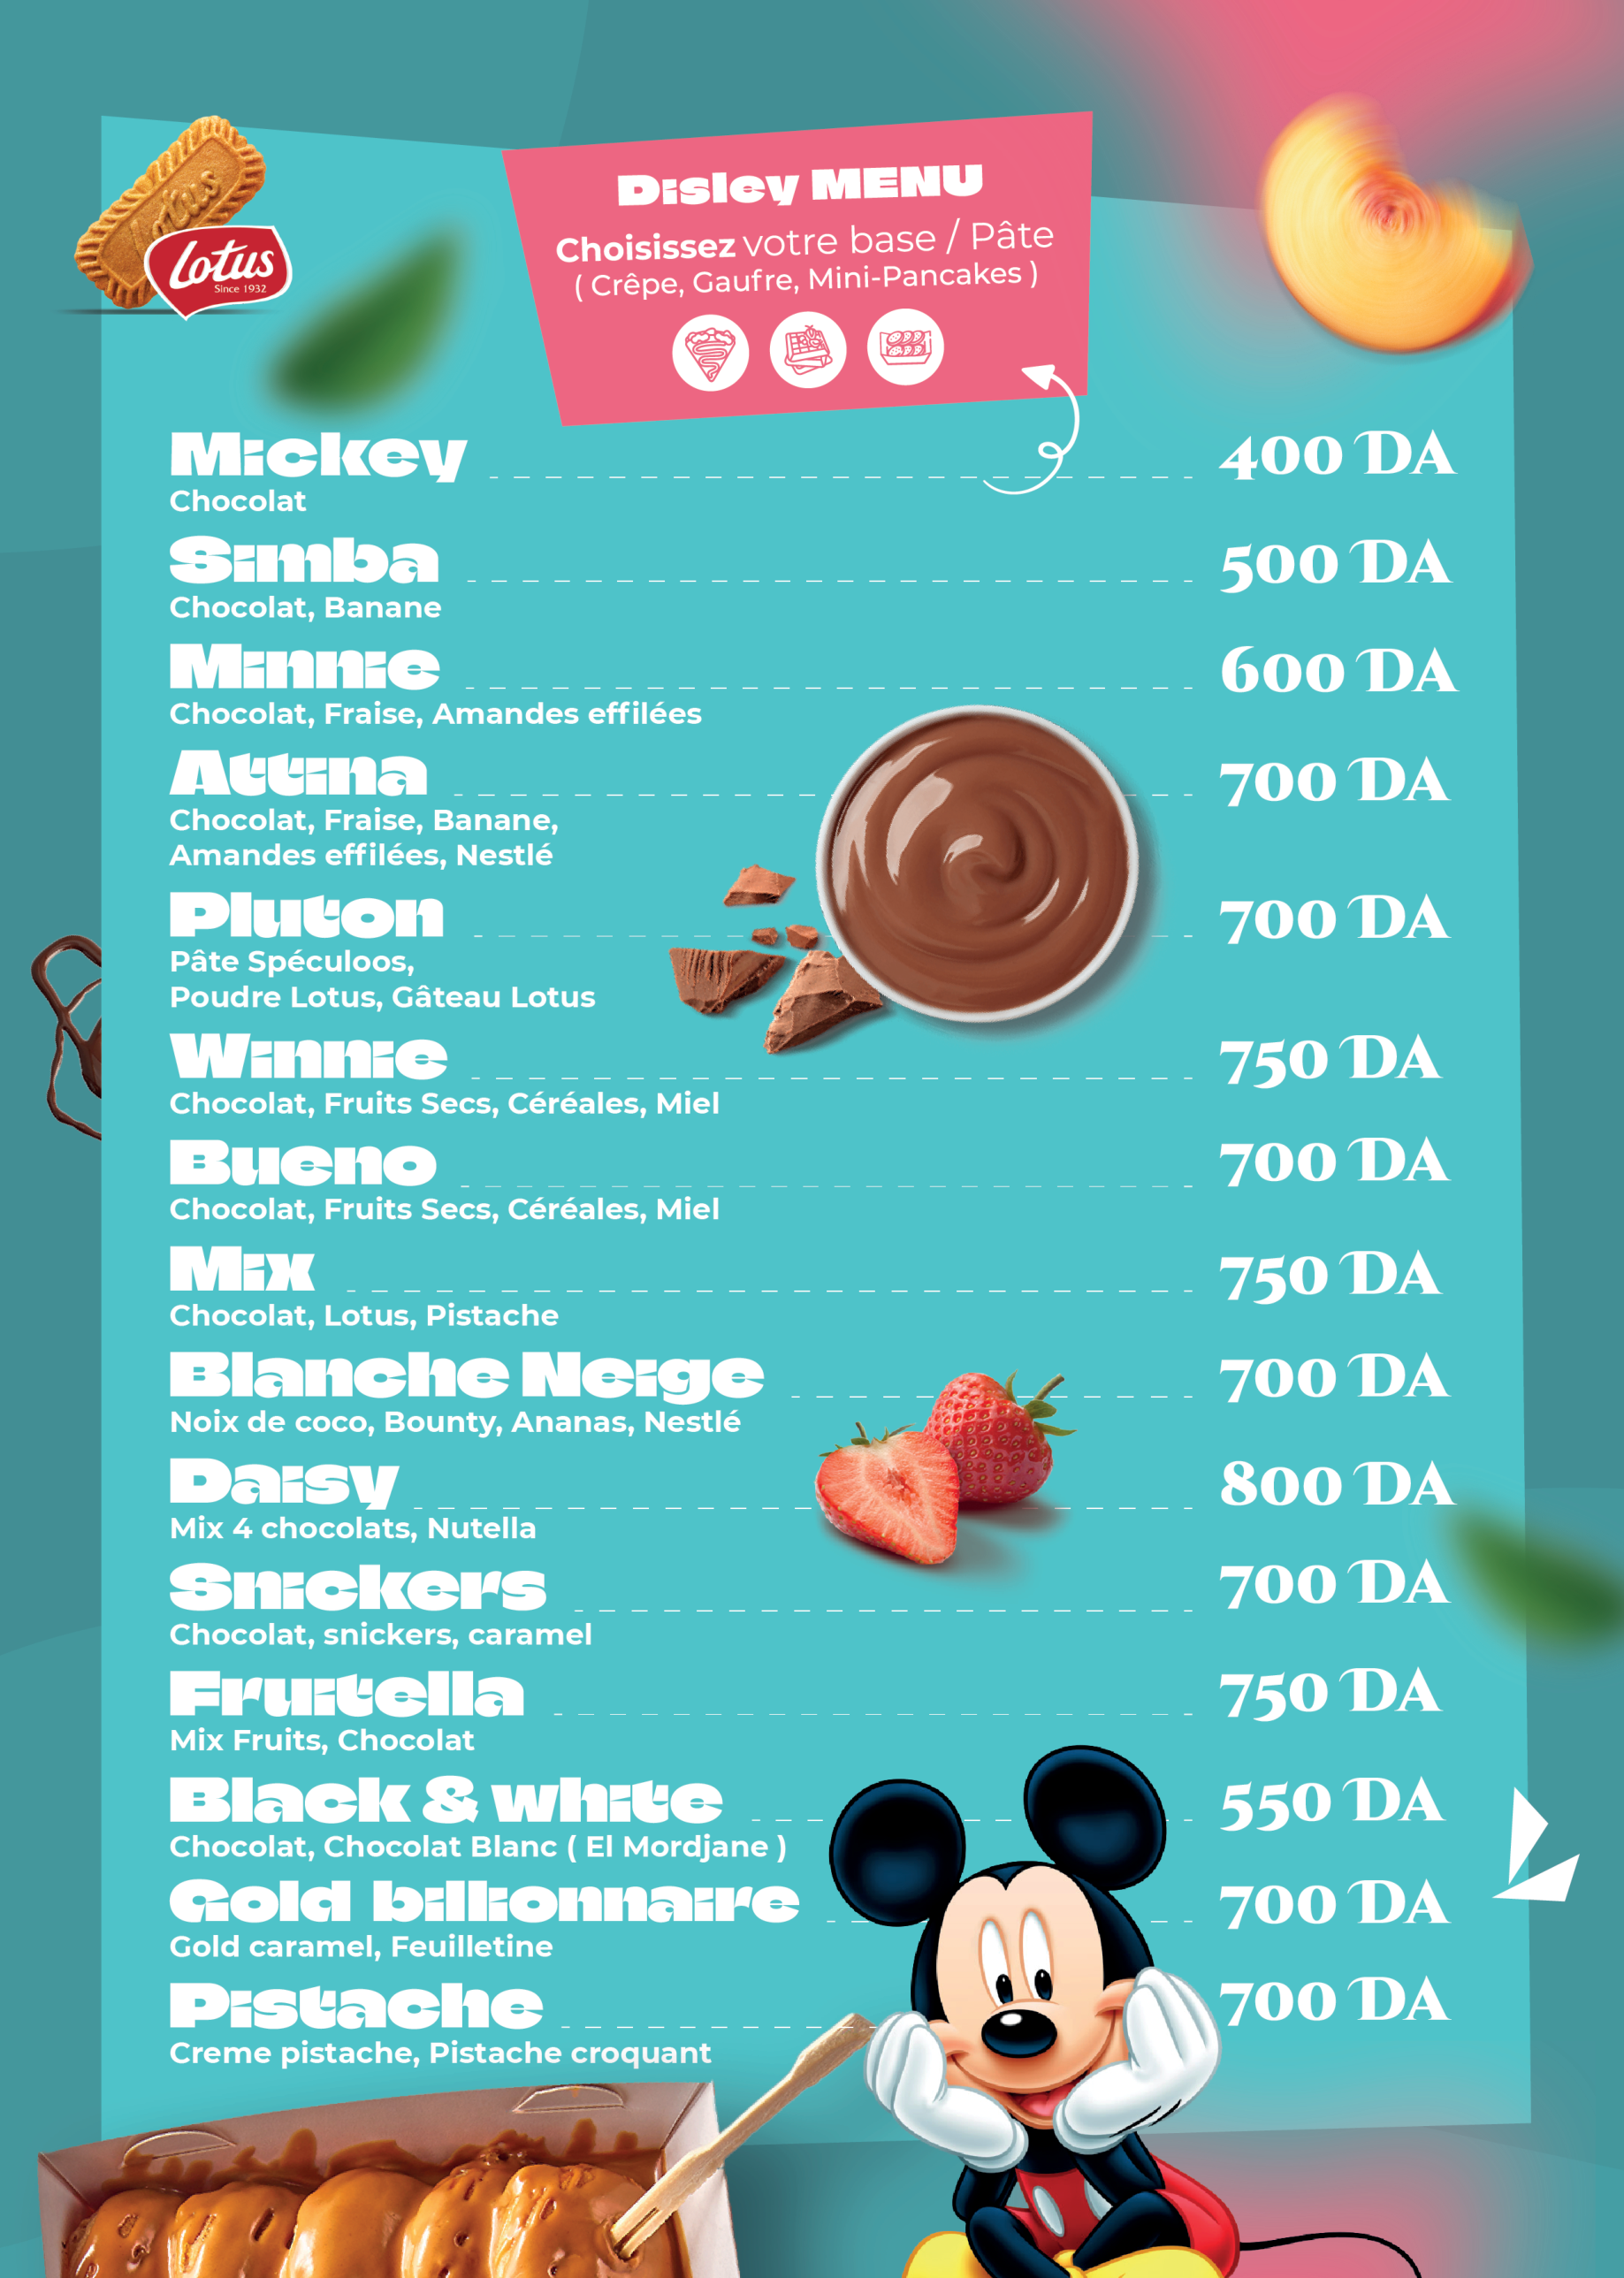 Lotus
Lotus
Since 1932
Disley MENU
Choisissez votre base / Pâte
( Crêpe, Gaufre, Mini-Pancakes )
Mickey 400 DA
Chocolat
Simba 500 DA
Chocolat, Banane
Minnie 600 DA
Chocolat, Fraise, Amandes effilées
Attina 700 DA
Chocolat, Fraise, Banane,
Amandes effilées, Nestlé
Pluton 700 DA
Pâte Spéculoos,
Poudre Lotus, Gâteau Lotus
Winnie 750 DA
Chocolat, Fruits Secs, Céréales, Miel
Bueno 700 DA
Chocolat, Fruits Secs, Céréales, Miel
Mix 750 DA
Chocolat, Lotus, Pistache
Blanche Neige 700 DA
Noix de coco, Bounty, Ananas, Nestlé
Daisy 800 DA
Mix 4 chocolats, Nutella
Snickers 700 DA
Chocolat, snickers, caramel
Fruitella 750 DA
Mix Fruits, Chocolat
Black & white 550 DA
Chocolat, Chocolat Blanc ( El Mordjane )
Gold billionnaire 700 DA
Gold caramel, Feuilletine
Pistache 700 DA
Creme pistache, Pistache croquant